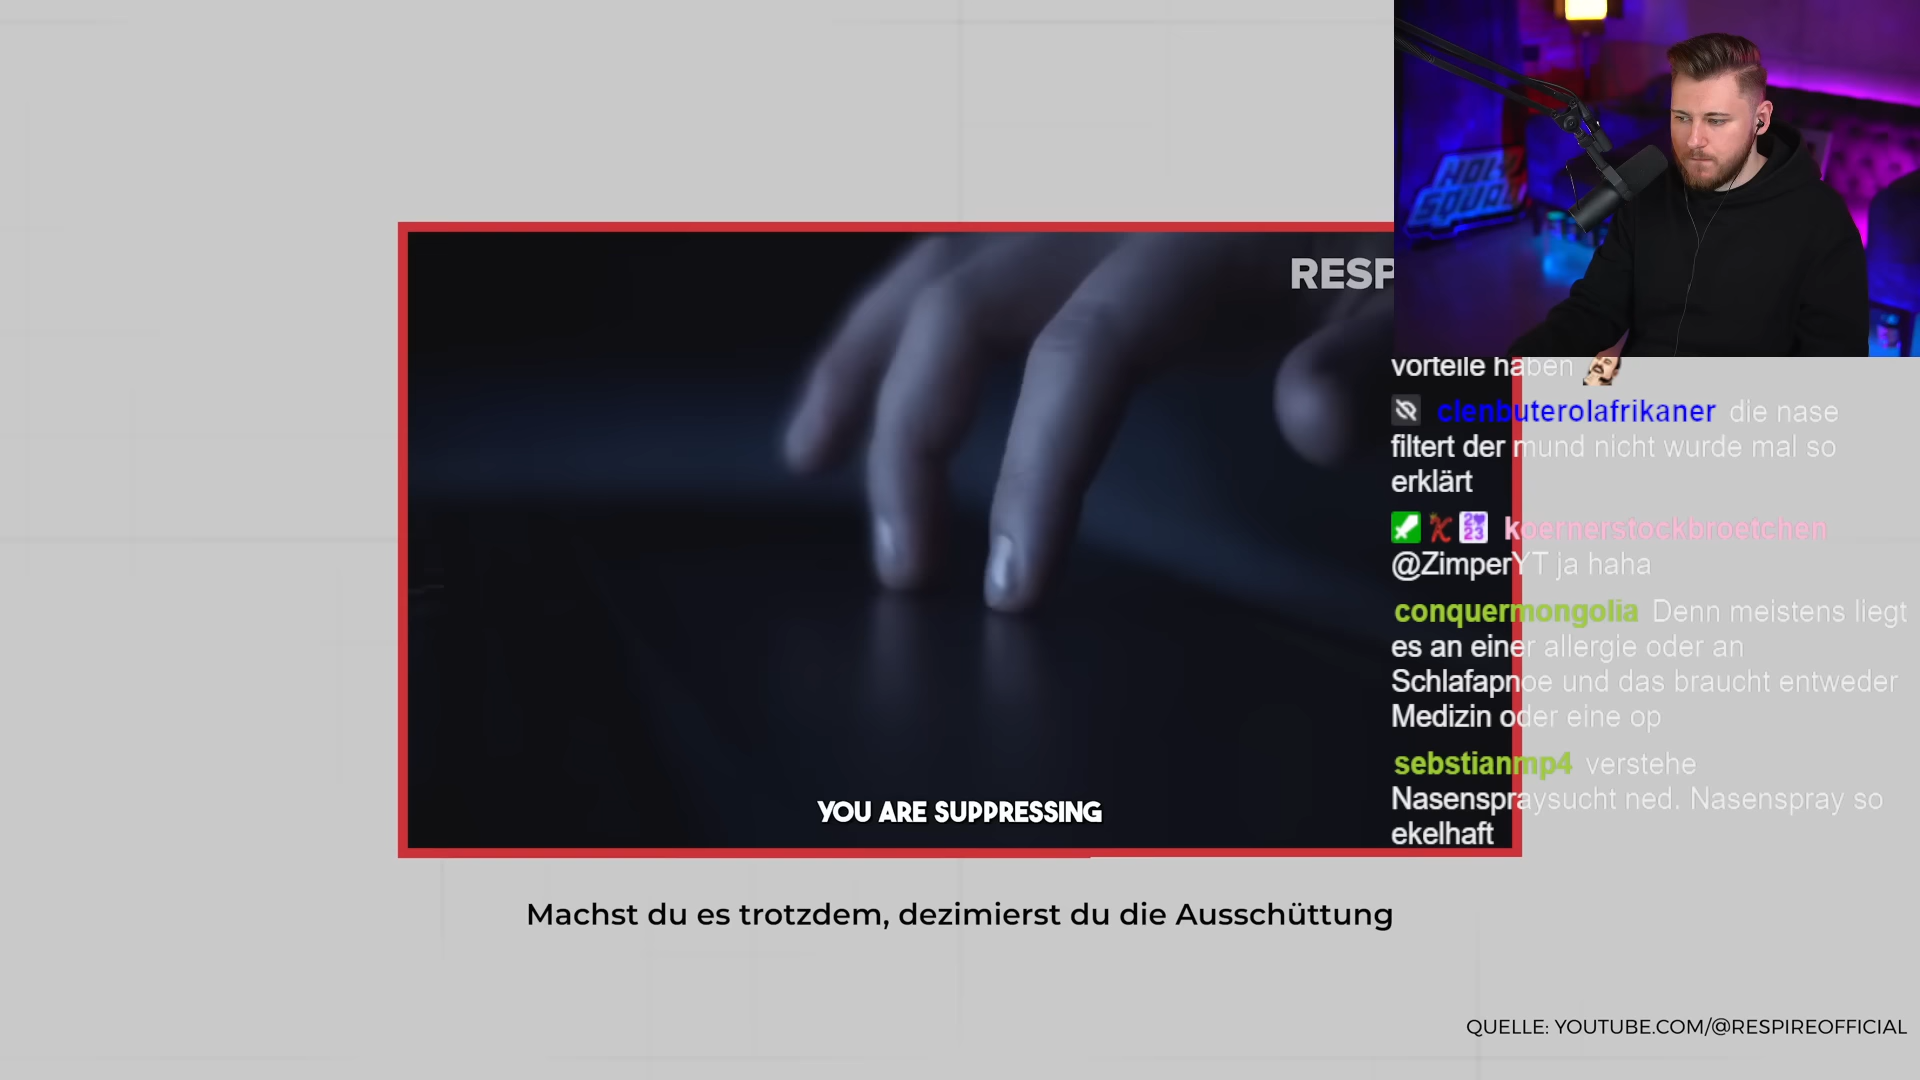 HOLY
SQUAD
RESP
vorteile haben
clenbuterolafrikaner die nase
filtert der mund nicht wurde mal so
erklärt
koernerstockbroetchen
@ZimperYT ja haha
conquermongolia Denn meistens liegt
es an einer allergie oder an
Schlafapnoe und das braucht entweder
Medizin oder eine op
sebstianmp4 verstehe
Nasenspraysucht ned. Nasenspray so
ekelhaft
YOU ARE SUPPRESSING
Machst du es trotzdem, dezimierst du die Ausschüttung
QUELLE: YOUTUBE.COM/@RESPIREOFFICIAL